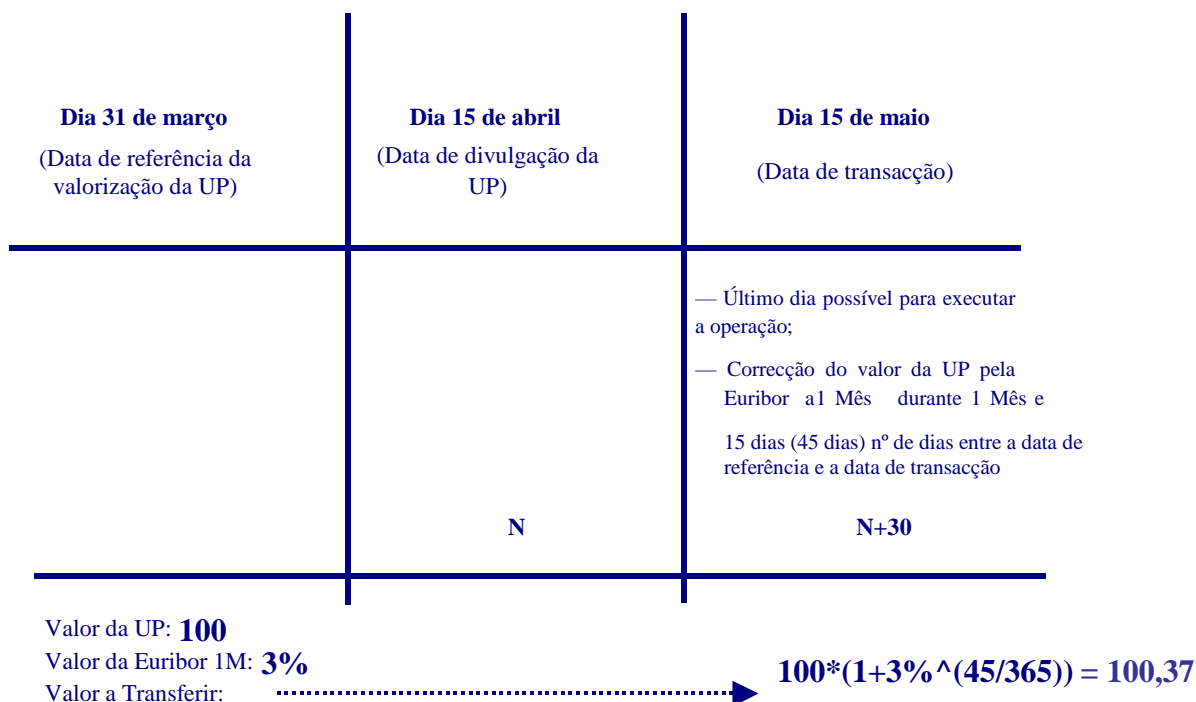 Dia 31 de março
(Data de referência da
valorização da UP)
Dia 15 de abril
(Data de divulgação da
UP)
Dia 15 de maio
(Data de transacção)
— Último dia possível para executar
a operação;
— Correcção do valor da UP pela
Euribor a1 Mês durante 1 Mês e
15 dias (45 dias) nº de dias entre a data de
referência e a data de transacção
N
N+30
Valor da UP: 100
Valor da Euribor 1M: 3%
Valor a Transferir:
100*(1+3%^(45/365)) = 100,37